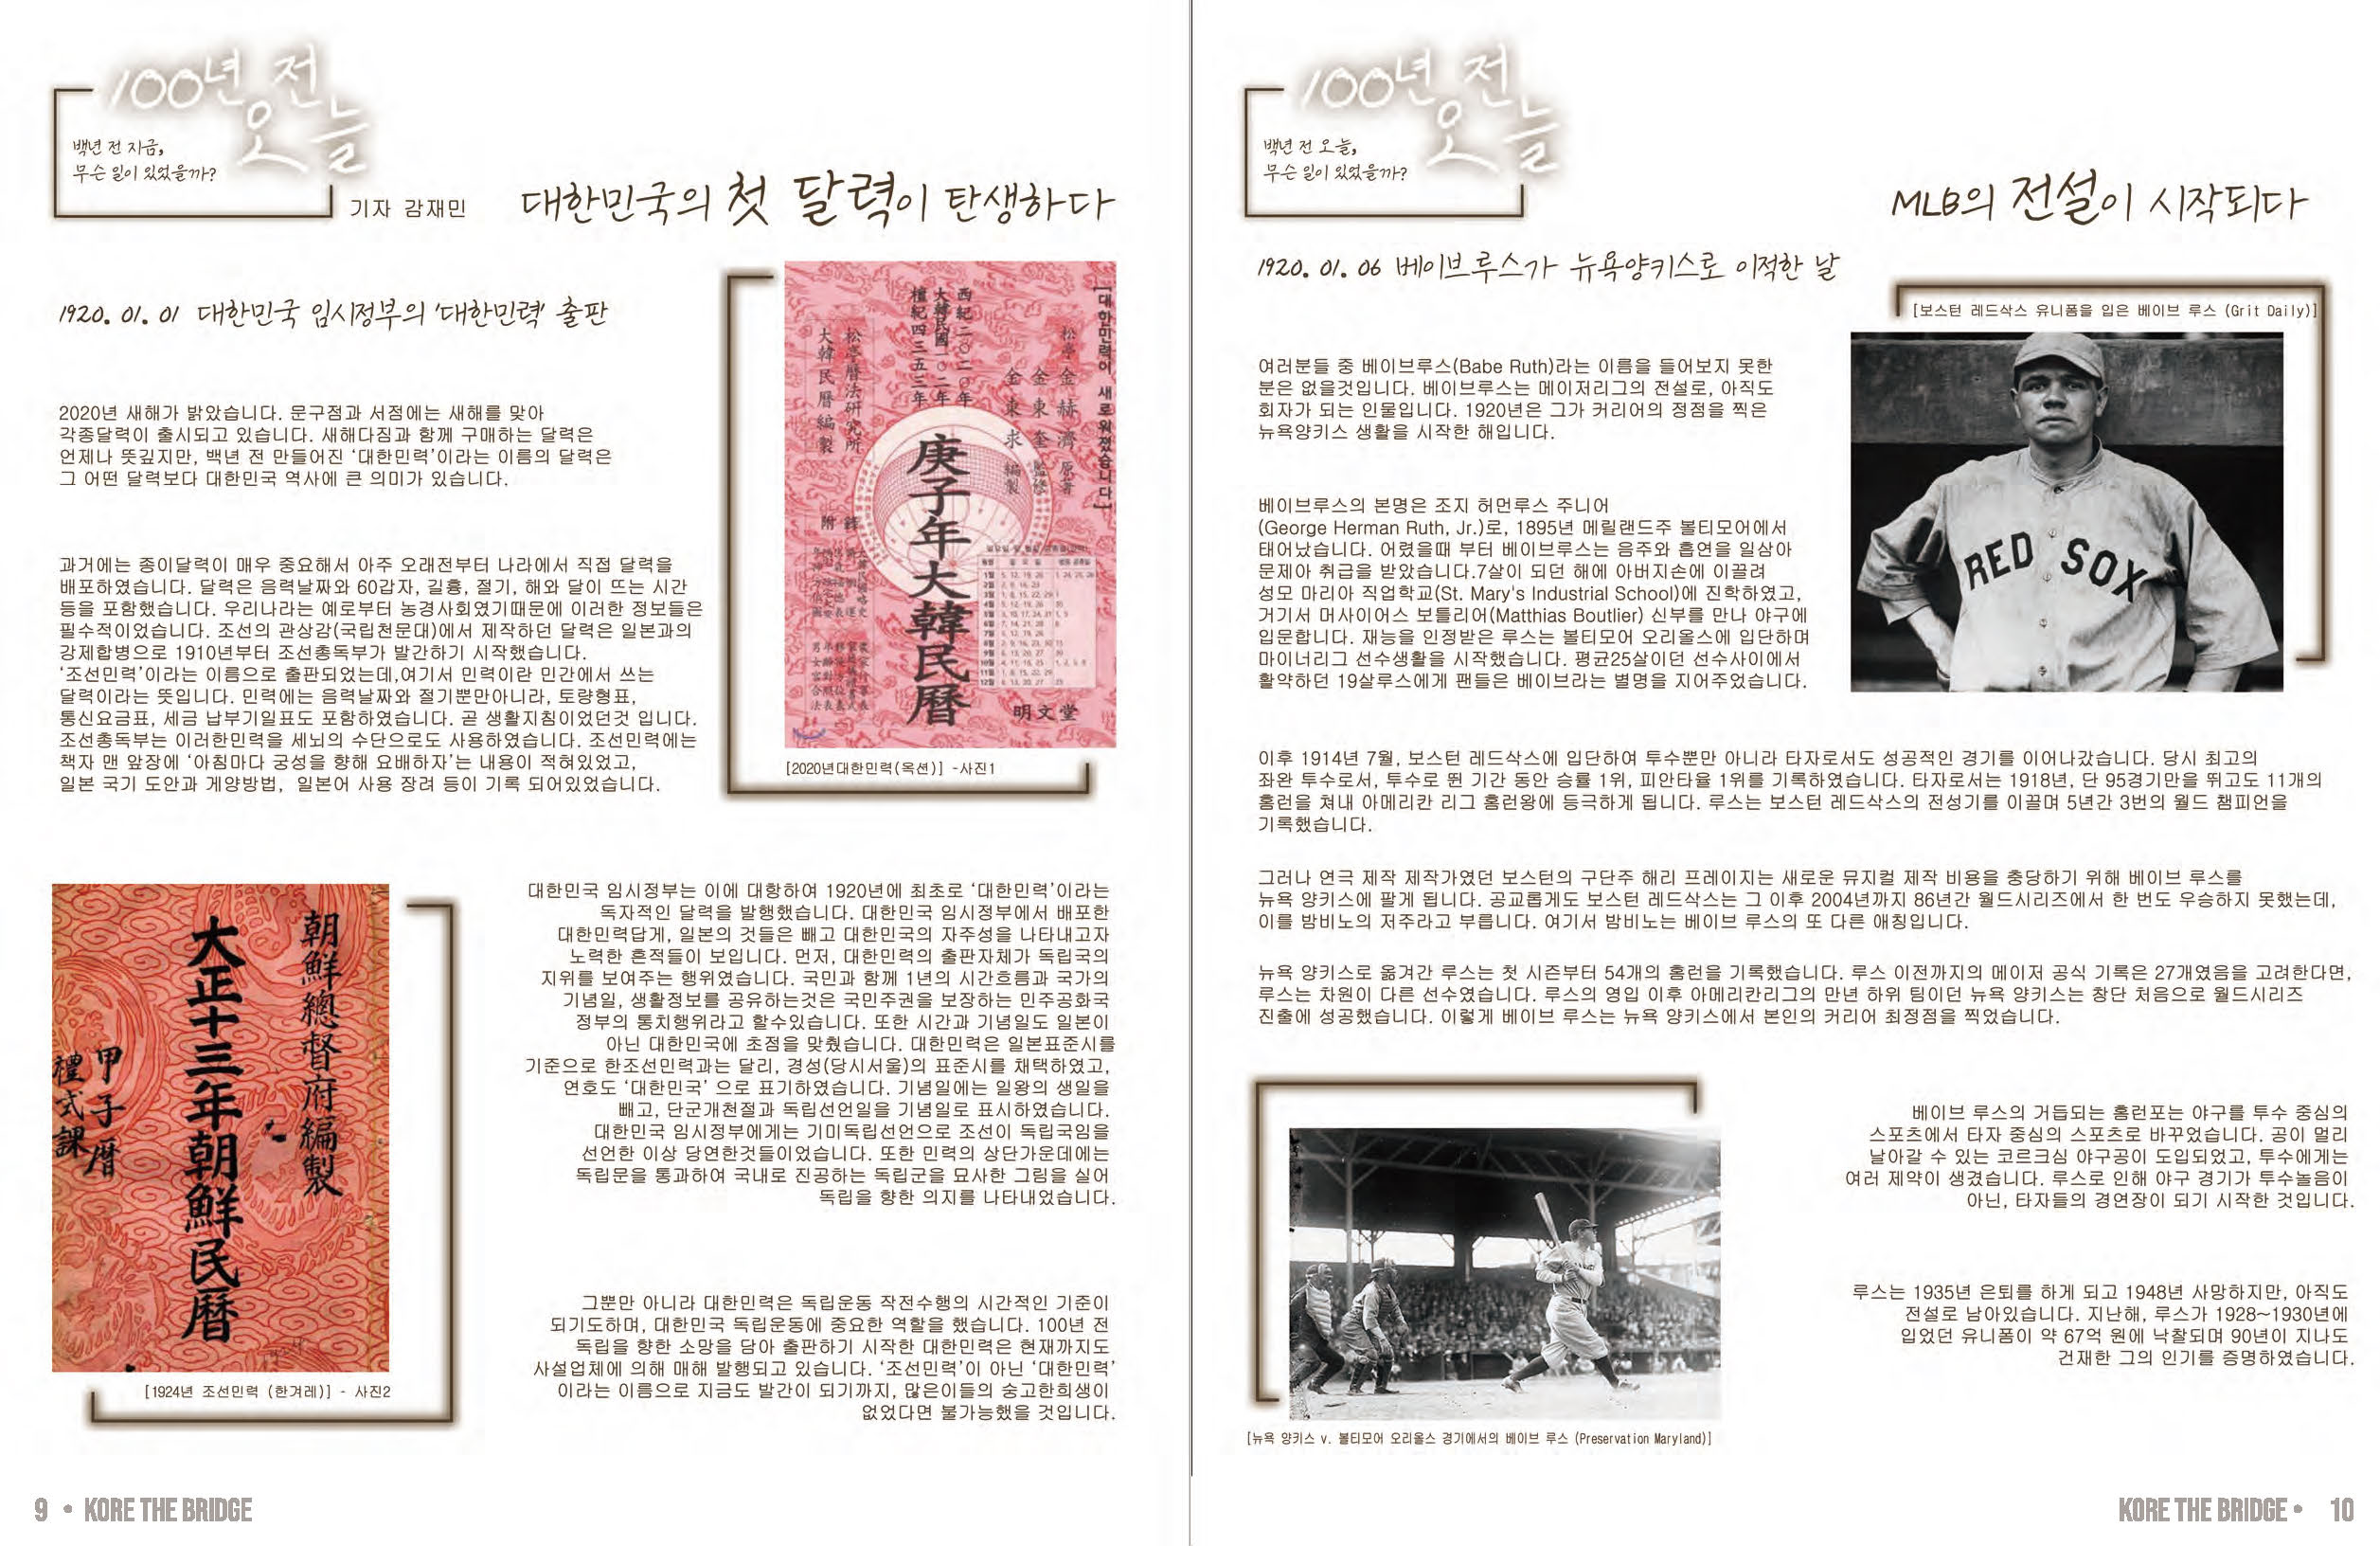 100년 전
오늘
백년 전 지금,
무슨 일이 있었을까?
기자 감재민
대한민국의 첫 달력이 탄생하다
1920. 01. 01 대한민국 임시정부의 '대한민력' 출판
2020년 새해가 밝았습니다. 문구점과 서점에는 새해를 맞아
각종달력이 출시되고 있습니다. 새해다짐과 함께 구매하는 달력은
언제나 뜻깊지만, 백년 전 만들어진 ‘대한민력’이라는 이름의 달력은
그 어떤 달력보다 대한민국 역사에 큰 의미가 있습니다.
과거에는 종이달력이 매우 중요해서 아주 오래전부터 나라에서 직접 달력을
배포하였습니다. 달력은 음력날짜와 60갑자, 길흉, 절기, 해와 달이 뜨는 시간
등을 포함했습니다. 우리나라는 예로부터 농경사회였기때문에 이러한 정보들은
필수적이었습니다. 조선의 관상감(국립천문대)에서 제작하던 달력은 일본과의
강제합병으로 1910년부터 조선총독부가 발간하기 시작했습니다.
‘조선민력’이라는 이름으로 출판되었는데,여기서 민력이란 민간에서 쓰는
달력이라는 뜻입니다. 민력에는 음력날짜와 절기뿐만아니라, 토량형표,
통신요금표, 세금 납부기일표도 포함하였습니다. 곧 생활지침이었던것 입니다.
조선총독부는 이러한민력을 세뇌의 수단으로도 사용하였습니다. 조선민력에는
책자 맨 앞장에 ‘아침마다 궁성을 향해 요배하자’는 내용이 적혀있었고,
일본 국기 도안과 게양방법, 일본어 사용 장려 등이 기록 되어있었습니다.
[대한민력이 새로워졌습니다]
西紀二○二○年
大韓民國一○二年
檀紀四三五三年
松亭 金赫濟 原著
金東奎 監修
金東求 編製
松亭曆法硏究所
大韓民曆編製
庚子年大韓民曆
附錄
明文堂
[2020년대한민력(옥션)] -사진1
朝鮮總督府編製
大正十三年朝鮮民曆
甲子曆
禮式課
[1924년 조선민력 (한겨레)] - 사진2
대한민국 임시정부는 이에 대항하여 1920년에 최초로 ‘대한민력’이라는
독자적인 달력을 발행했습니다. 대한민국 임시정부에서 배포한
대한민력답게, 일본의 것들은 빼고 대한민국의 자주성을 나타내고자
노력한 흔적들이 보입니다. 먼저, 대한민력의 출판자체가 독립국의
지위를 보여주는 행위였습니다. 국민과 함께 1년의 시간흐름과 국가의
기념일, 생활정보를 공유하는것은 국민주권을 보장하는 민주공화국
정부의 통치행위라고 할수있습니다. 또한 시간과 기념일도 일본이
아닌 대한민국에 초점을 맞췄습니다. 대한민력은 일본표준시를
기준으로 한조선민력과는 달리, 경성(당시서울)의 표준시를 채택하였고,
연호도 ‘대한민국’ 으로 표기하였습니다. 기념일에는 일왕의 생일을
빼고, 단군개천절과 독립선언일을 기념일로 표시하였습니다.
대한민국 임시정부에게는 기미독립선언으로 조선이 독립국임을
선언한 이상 당연한것들이었습니다. 또한 민력의 상단가운데에는
독립문을 통과하여 국내로 진공하는 독립군을 묘사한 그림을 실어
독립을 향한 의지를 나타내었습니다.
그뿐만 아니라 대한민력은 독립운동 작전수행의 시간적인 기준이
되기도하며, 대한민국 독립운동에 중요한 역할을 했습니다. 100년 전
독립을 향한 소망을 담아 출판하기 시작한 대한민력은 현재까지도
사설업체에 의해 매해 발행되고 있습니다. ‘조선민력’이 아닌 ‘대한민력’
이라는 이름으로 지금도 발간이 되기까지, 많은이들의 숭고한희생이
없었다면 불가능했을 것입니다.
9 • KORE THE BRIDGE
100년 전
오늘
백년 전 오늘,
무슨 일이 있었을까?
MLB의 전설이 시작되다
1920. 01. 06 베이브루스가 뉴욕양키스로 이적한 날
[보스턴 레드삭스 유니폼을 입은 베이브 루스 (Grit Daily)]
RED SOX
여러분들 중 베이브루스(Babe Ruth)라는 이름을 들어보지 못한
분은 없을것입니다. 베이브루스는 메이저리그의 전설로, 아직도
회자가 되는 인물입니다. 1920년은 그가 커리어의 정점을 찍은
뉴욕양키스 생활을 시작한 해입니다.
베이브루스의 본명은 조지 허먼루스 주니어
(George Herman Ruth, Jr.)로, 1895년 메릴랜드주 볼티모어에서
태어났습니다. 어렸을때 부터 베이브루스는 음주와 흡연을 일삼아
문제아 취급을 받았습니다.7살이 되던 해에 아버지손에 이끌려
성모 마리아 직업학교(St. Mary's Industrial School)에 진학하였고,
거기서 머사이어스 보틀리어(Matthias Boutlier) 신부를 만나 야구에
입문합니다. 재능을 인정받은 루스는 볼티모어 오리올스에 입단하며
마이너리그 선수생활을 시작했습니다. 평균25살이던 선수사이에서
활약하던 19살루스에게 팬들은 베이브라는 별명을 지어주었습니다.
이후 1914년 7월, 보스턴 레드삭스에 입단하여 투수뿐만 아니라 타자로서도 성공적인 경기를 이어나갔습니다. 당시 최고의
좌완 투수로서, 투수로 뛴 기간 동안 승률 1위, 피안타율 1위를 기록하였습니다. 타자로서는 1918년, 단 95경기만을 뛰고도 11개의
홈런을 쳐내 아메리칸 리그 홈런왕에 등극하게 됩니다. 루스는 보스턴 레드삭스의 전성기를 이끌며 5년간 3번의 월드 챔피언을
기록했습니다.
그러나 연극 제작 제작가였던 보스턴의 구단주 해리 프레이지는 새로운 뮤지컬 제작 비용을 충당하기 위해 베이브 루스를
뉴욕 양키스에 팔게 됩니다. 공교롭게도 보스턴 레드삭스는 그 이후 2004년까지 86년간 월드시리즈에서 한 번도 우승하지 못했는데,
이를 밤비노의 저주라고 부릅니다. 여기서 밤비노는 베이브 루스의 또 다른 애칭입니다.
뉴욕 양키스로 옮겨간 루스는 첫 시즌부터 54개의 홈런을 기록했습니다. 루스 이전까지의 메이저 공식 기록은 27개였음을 고려한다면,
루스는 차원이 다른 선수였습니다. 루스의 영입 이후 아메리칸리그의 만년 하위 팀이던 뉴욕 양키스는 창단 처음으로 월드시리즈
진출에 성공했습니다. 이렇게 베이브 루스는 뉴욕 양키스에서 본인의 커리어 최정점을 찍었습니다.
베이브 루스의 거듭되는 홈런포는 야구를 투수 중심의
스포츠에서 타자 중심의 스포츠로 바꾸었습니다. 공이 멀리
날아갈 수 있는 코르크심 야구공이 도입되었고, 투수에게는
여러 제약이 생겼습니다. 루스로 인해 야구 경기가 투수놀음이
아닌, 타자들의 경연장이 되기 시작한 것입니다.
루스는 1935년 은퇴를 하게 되고 1948년 사망하지만, 아직도
전설로 남아있습니다. 지난해, 루스가 1928~1930년에
입었던 유니폼이 약 67억 원에 낙찰되며 90년이 지나도
건재한 그의 인기를 증명하였습니다.
[뉴욕 양키스 v. 볼티모어 오리올스 경기에서의 베이브 루스 (Preservation Maryland)]
KORE THE BRIDGE • 10